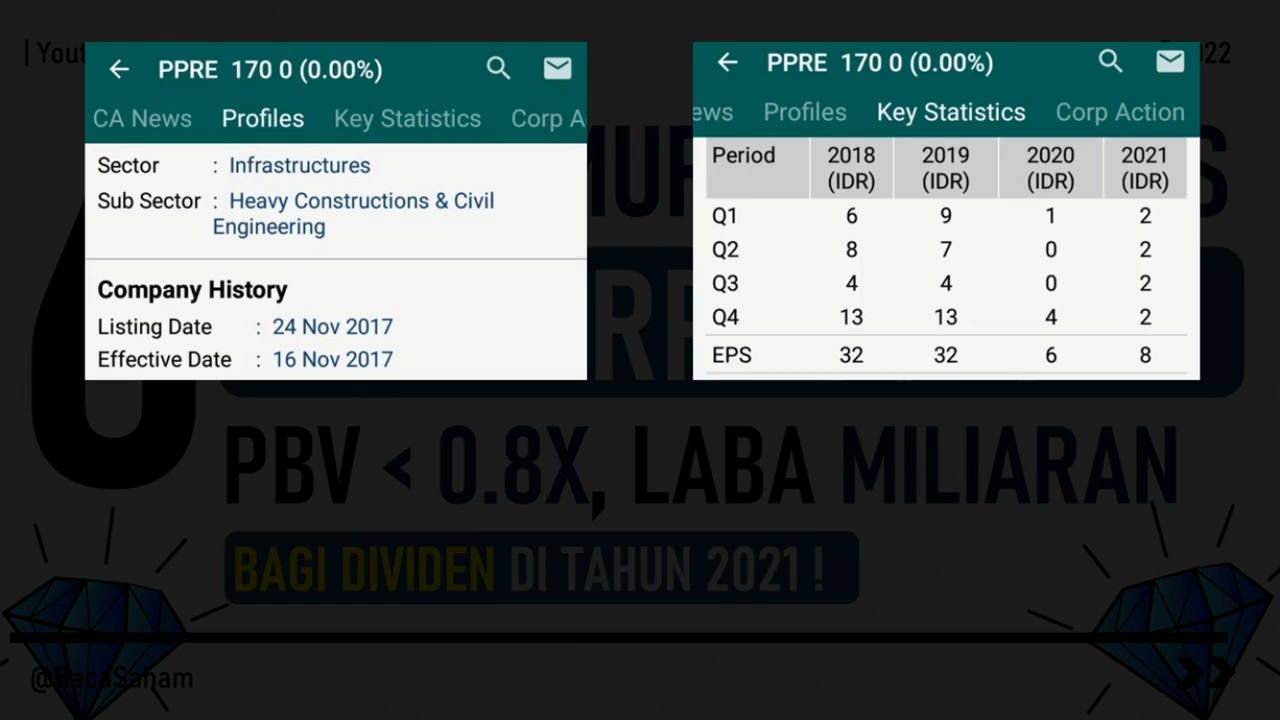 PPRE 170 0 (0.00%)
CA News Profiles Key Statistics Corp A
Sector : Infrastructures
Sub Sector : Heavy Constructions & Civil
Engineering
Company History
Listing Date : 24 Nov 2017
Effective Date : 16 Nov 2017
PPRE 170 0 (0.00%)
ews Profiles Key Statistics Corp Action
Period 2018 2019 2020 2021
(IDR) (IDR) (IDR) (IDR)
Q1 6 9 1 2
Q2 8 7 0 2
Q3 4 4 0 2
Q4 13 13 4 2
EPS 32 32 6 8
PBV < 0.8X, LABA MILIARAN
BAGI DIVIDEN DI TAHUN 2021 !
@BacaSaham